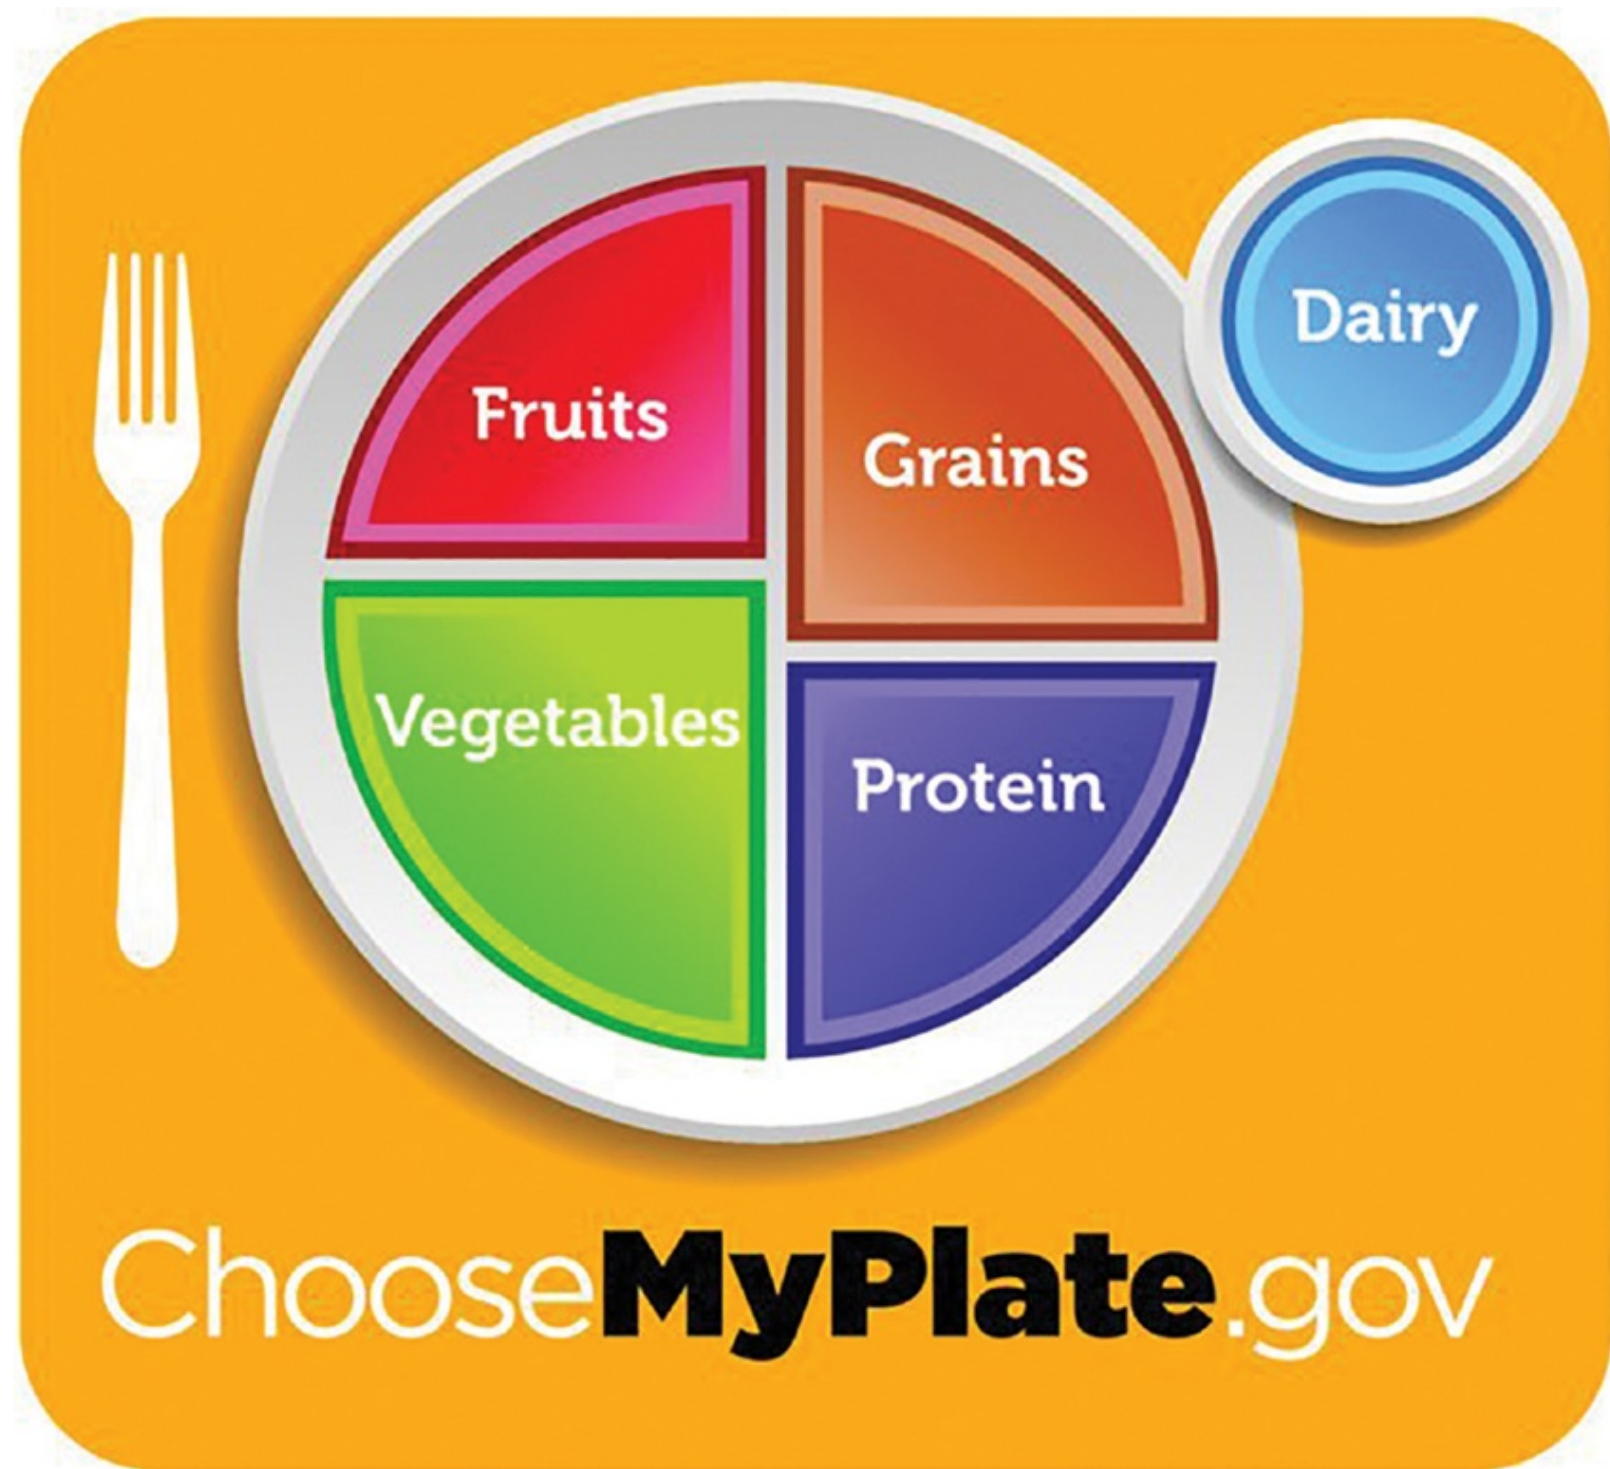 Fruits
Grains
Dairy
Vegetables
Protein
ChooseMyPlate.gov